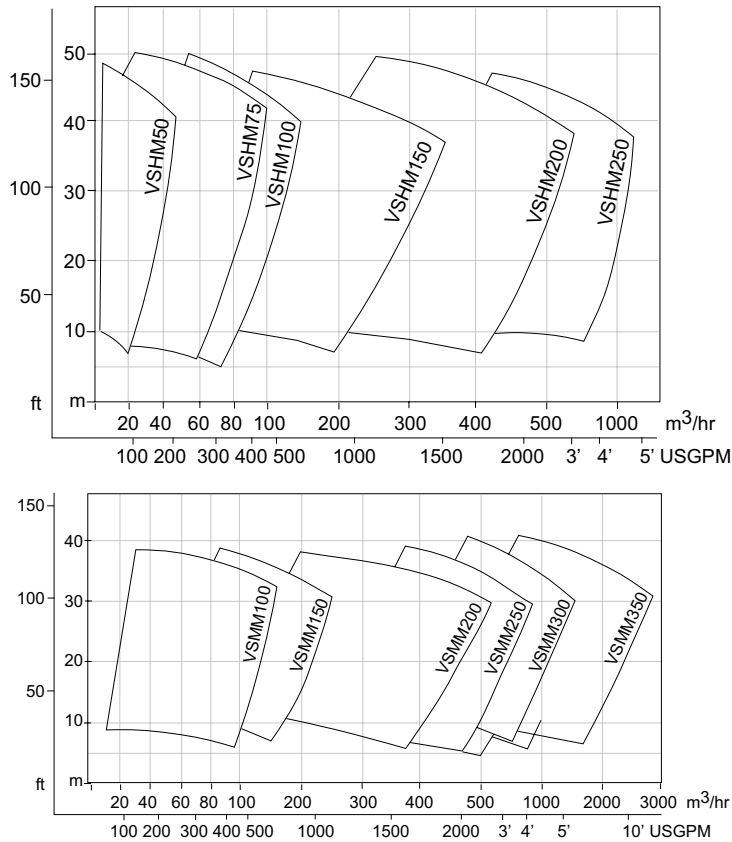 50
150
40
VSHM50
VSHM75
VSHM100
VSHM150
VSHM200
VSHM250
100
30
20
50
10
ft
m
20 40 60 80 100 200 300 400 500 1000 m³/hr
100 200 300 400 500 1000 1500 2000 3' 4' 5' USGPM
150
40
100
30
VSMM100
VSMM150
VSMM200
VSMM250
VSMM300
VSMM350
20
50
10
ft
m
20 40 60 80 100 200 300 400 500 1000 2000 3000 m³/hr
100 200 300 400 500 1000 1500 2000 3' 4' 5' 10' USGPM